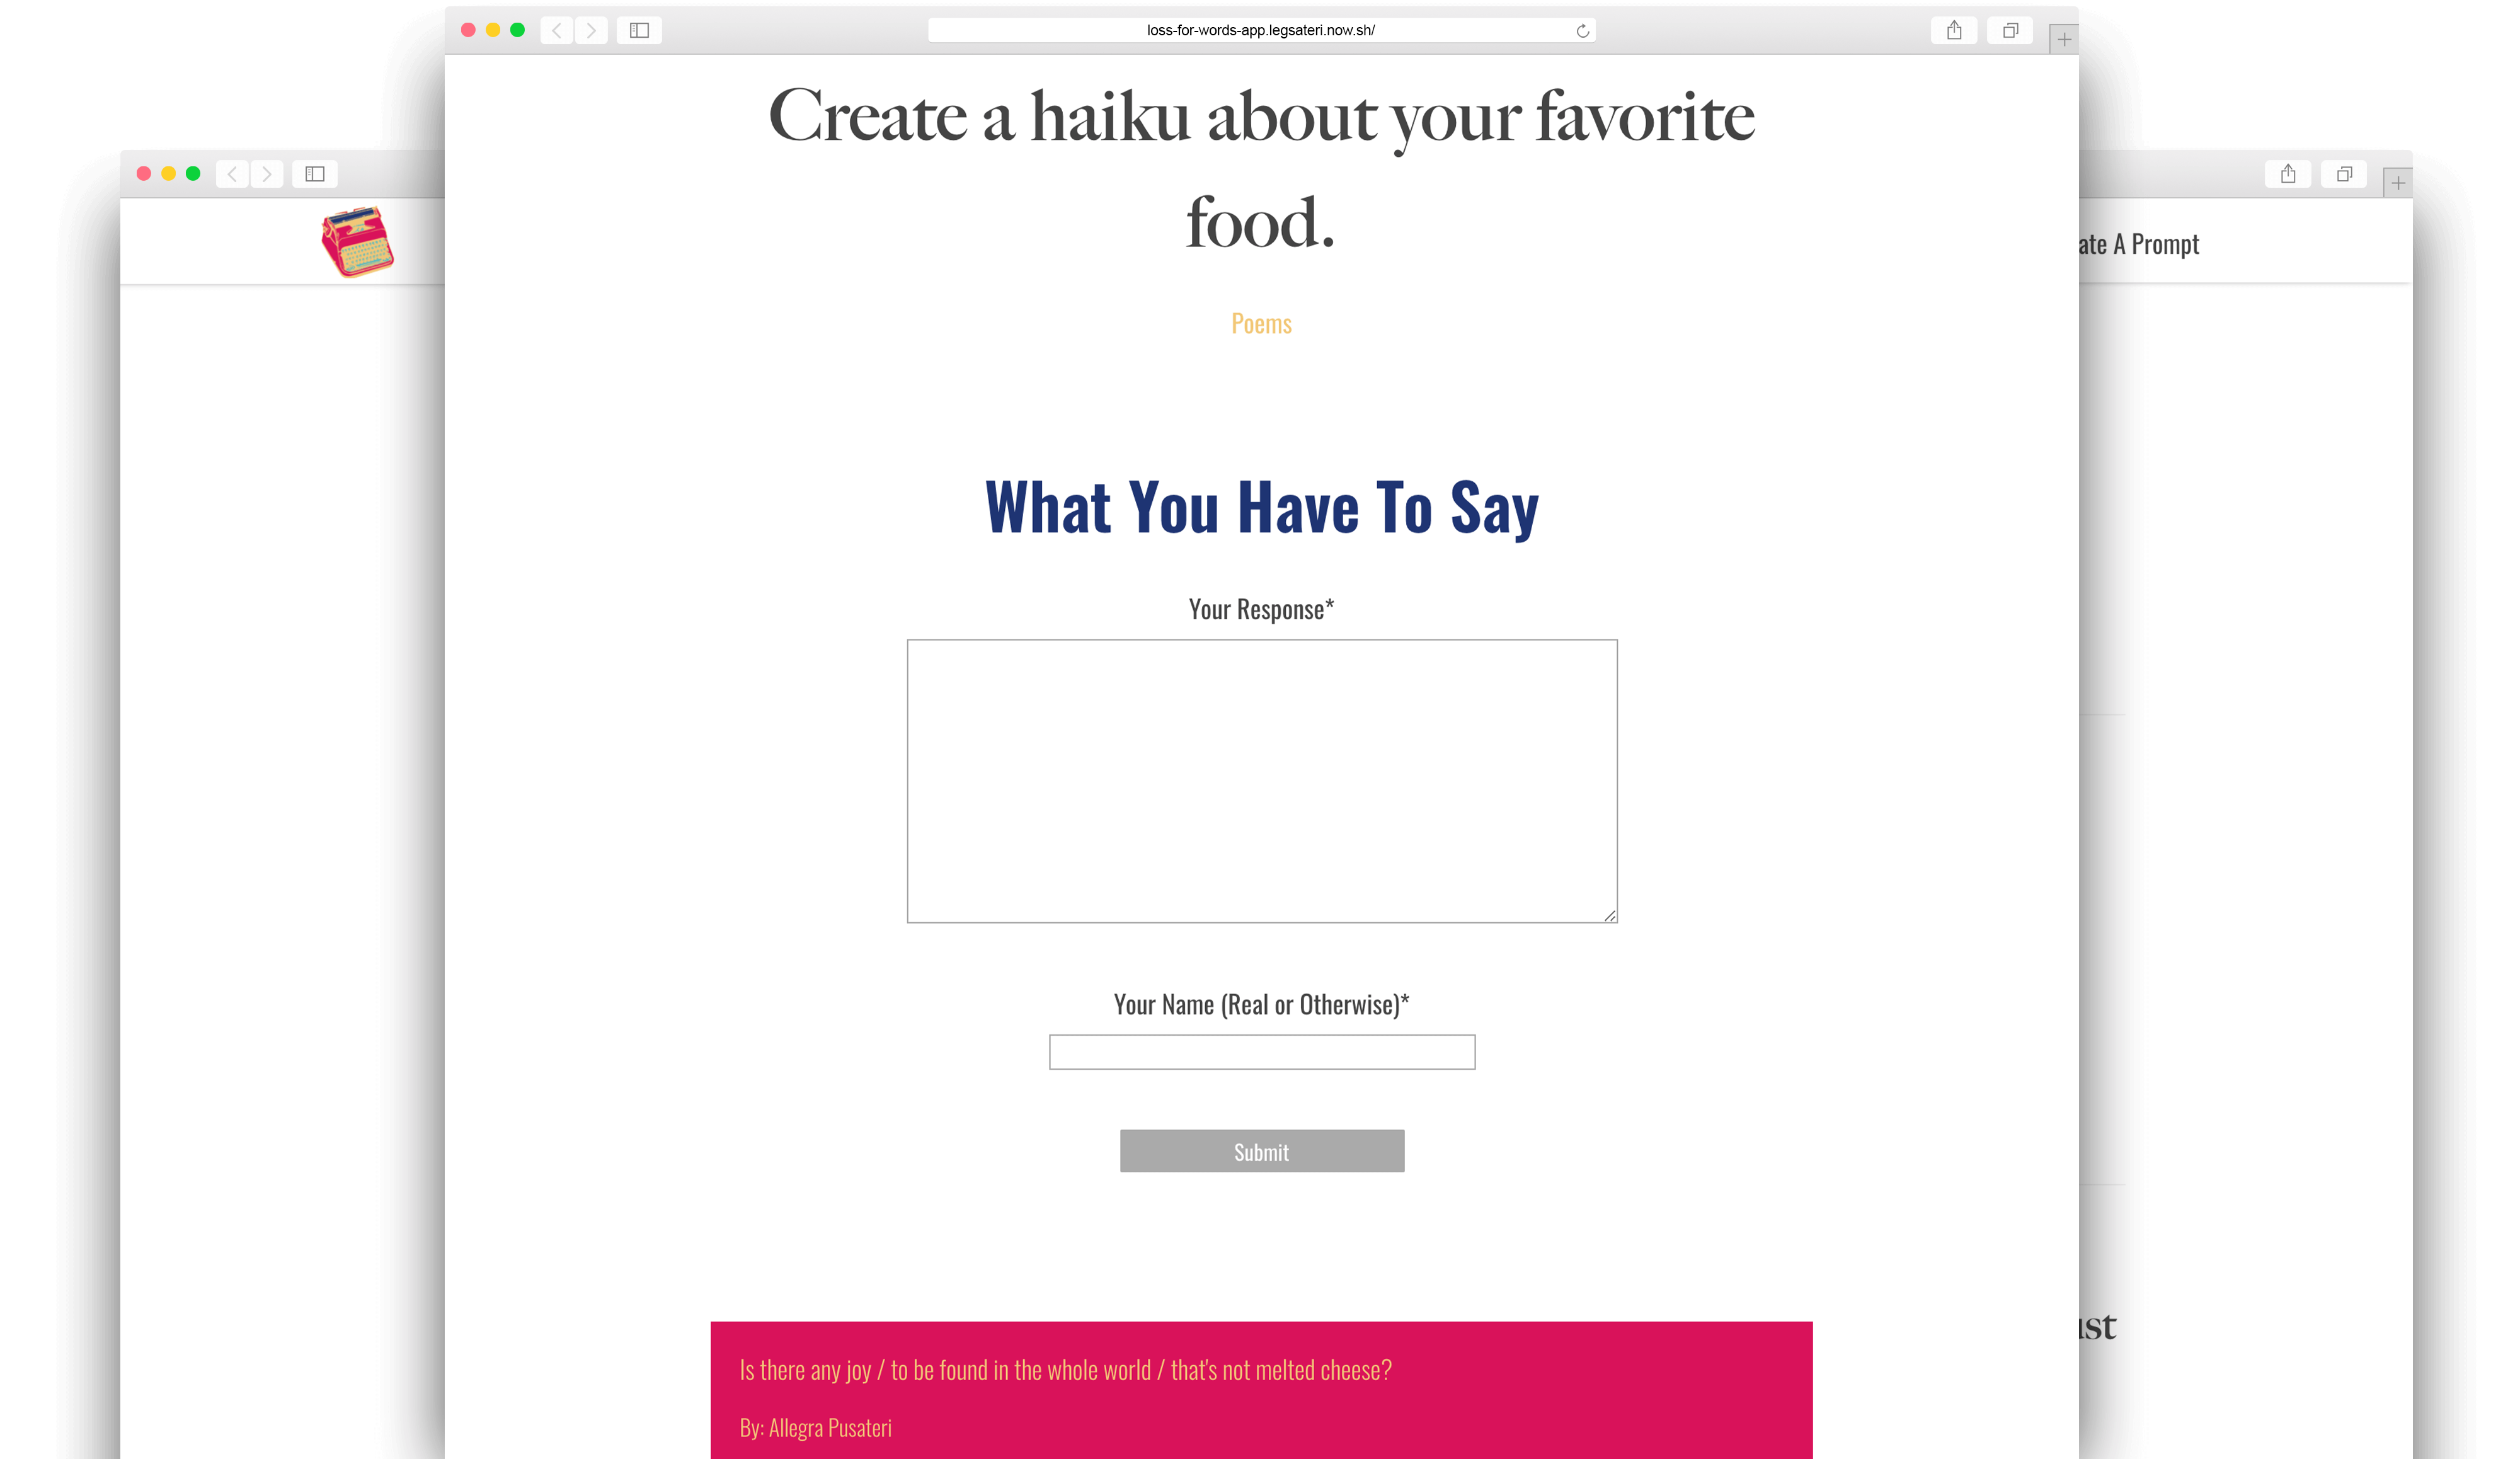 loss-for-words-app.legsateri.now.sh/
Create a haiku about your favorite
food.
ate A Prompt
Poems
What You Have To Say
Your Response*
Your Name (Real or Otherwise)*
Submit
ust
Is there any joy / to be found in the whole world / that's not melted cheese?
By: Allegra Pusateri